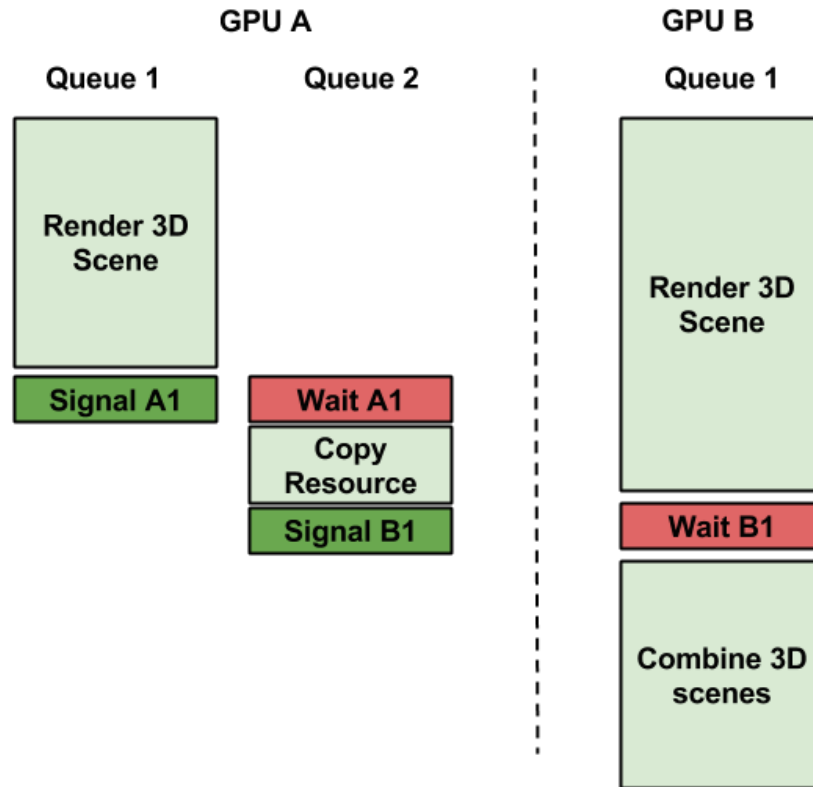 GPU A
GPU B
Queue 1
Queue 2
Queue 1
Render 3D
Scene
Signal A1
Wait A1
Copy
Resource
Signal B1
Render 3D
Scene
Wait B1
Combine 3D
scenes